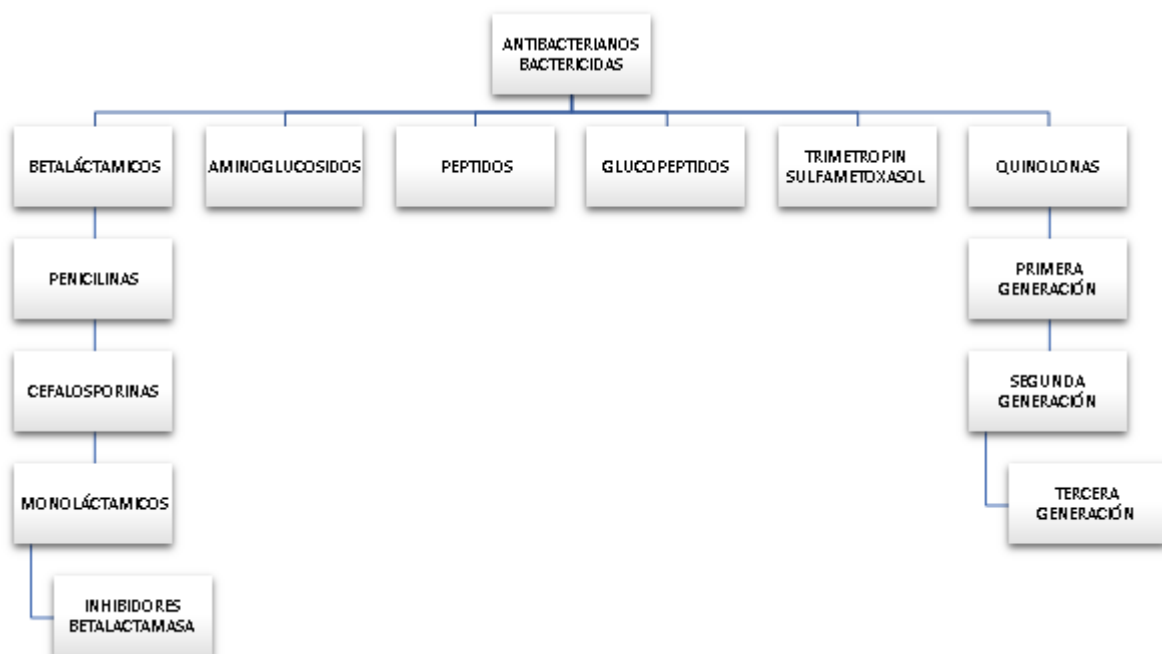 ANTIBACTERIANOS
BACTERICIDAS
BETALÁCTAMICOS
AMINOGLUCOSIDOS
PEPTIDOS
GLUCOPEPTIDOS
TRIMETROPIN
SULFAMETOXASOL
QUINOLONAS
PENICILINAS
PRIMERA
GENERACIÓN
CEFALOSPORINAS
SEGUNDA
GENERACIÓN
MONOLÁCTAMICOS
TERCERA
GENERACIÓN
INHIBIDORES
BETALACTAMASA